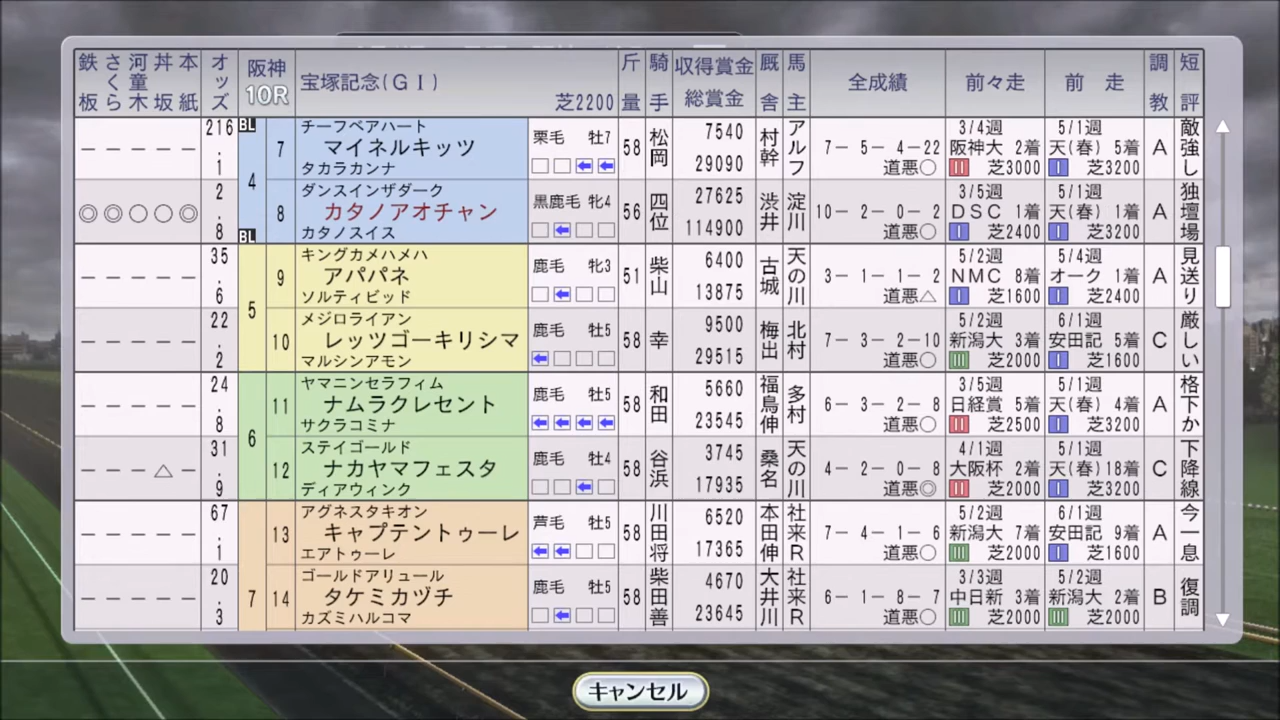 鉄板 さくら 河童木 丼坂 本紙 オッズ 阪神10R 宝塚記念(GⅠ) 芝2200 斤量 騎手 収得賞金 総賞金 厩舎 馬主 全成績 前々走 前走 調教 短評
－－－－－ 216.1 BL 4 7 チーフベアハート 栗毛 牡7 58 松岡 7540 村幹 アルフ 7－5－4－22 3/4週 5/1週 A 敵強し
マイネルキッツ 阪神大 2着 天(春) 5着
タカラカンナ 29090 道悪○ Ⅱ 芝3000 Ⅰ 芝3200
◎◎○○◎ 2.8 BL 8 ダンスインザダーク 黒鹿毛 牝4 56 四位 27625 渋井 淀川 10－2－0－2 3/5週 5/1週 A 独壇場
カタノアオチャン DSC 1着 天(春) 1着
カタノスイス 114900 道悪○ Ⅰ 芝2400 Ⅰ 芝3200
－－－－－ 35.6 5 9 キングカメハメハ 鹿毛 牝3 51 柴山 6400 古城 天の川 3－1－1－2 5/2週 5/4週 A 見送り
アパパネ NMC 8着 オーク 1着
ソルティビッド 13875 道悪△ Ⅰ 芝1600 Ⅰ 芝2400
－－－－－ 22.2 10 メジロライアン 鹿毛 牡5 58 幸 9500 梅出 北村 7－3－2－10 5/2週 6/1週 C 厳しい
レッツゴーキリシマ 新潟大 3着 安田記 5着
マルシンアモン 29515 道悪○ Ⅲ 芝2000 Ⅰ 芝1600
－－－－－ 24.8 6 11 ヤマニンセラフィム 鹿毛 牡5 58 和田 5660 福島伸 多村 6－3－2－8 3/5週 5/1週 A 格下か
ナムラクレセント 日経賞 5着 天(春) 4着
サクラコミナ 23545 道悪○ Ⅱ 芝2500 Ⅰ 芝3200
－－－△－ 31.9 12 ステイゴールド 鹿毛 牡4 58 谷浜 3745 桑名 天の川 4－2－0－8 4/1週 5/1週 C 下降線
ナカヤマフェスタ 大阪杯 2着 天(春)18着
ディアウィンク 17935 道悪◎ Ⅱ 芝2000 Ⅰ 芝3200
－－－－－ 67.1 13 アグネスタキオン 芦毛 牡5 58 川田将 6520 本田伸 社来R 7－4－1－6 5/2週 6/1週 A 今一息
キャプテントゥーレ 新潟大 7着 安田記 9着
エアトゥーレ 17365 道悪○ Ⅲ 芝2000 Ⅰ 芝1600
－－－－－ 20.3 7 14 ゴールドアリュール 鹿毛 牡5 58 柴田善 4670 大井川 社来R 6－1－8－7 3/3週 5/2週 B 復調
タケミカヅチ 中日新 3着 新潟大 2着
カズミハルコマ 23645 道悪○ Ⅲ 芝2000 Ⅲ 芝2000
キャンセル